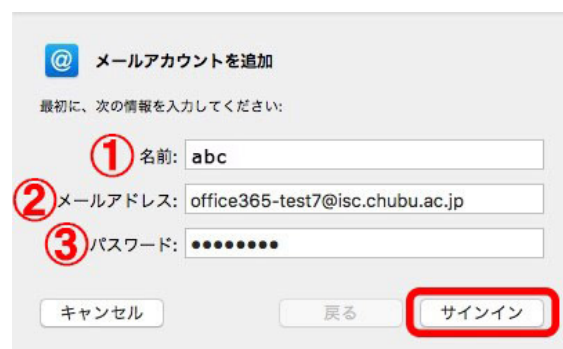 @ メールアカウントを追加
最初に、次の情報を入力してください:
① 名前: abc
② メールアドレス: office365-test7@isc.chubu.ac.jp
③ パスワード: ●●●●●●●●
キャンセル 戻る サインイン